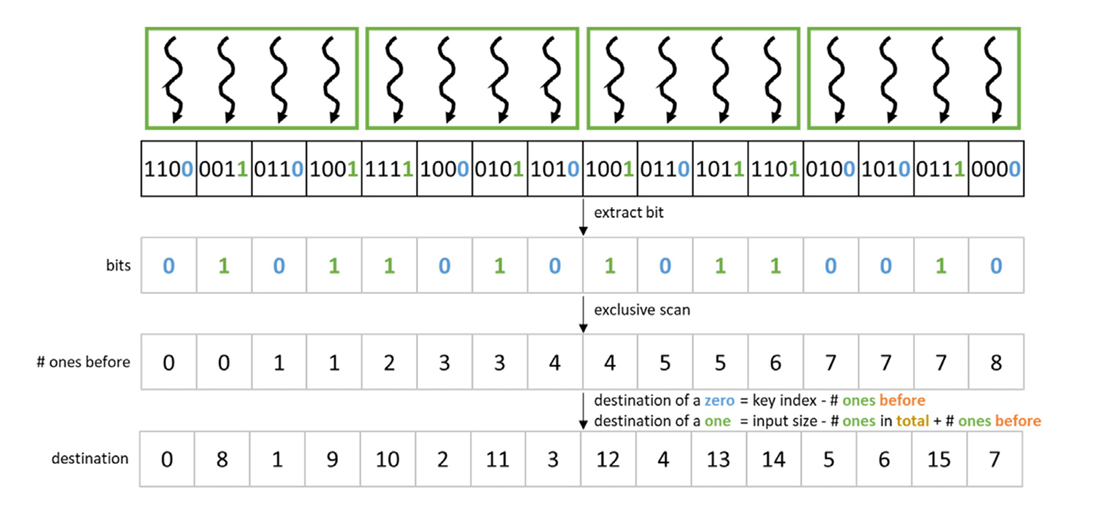 1100 0011 0110 1001 1111 1000 0101 1010 1001 0110 1011 1101 0100 1010 0111 0000
extract bit
bits 0 1 0 1 1 0 1 0 1 0 1 1 0 0 1 0
exclusive scan
# ones before 0 0 1 1 2 3 3 4 4 5 5 6 7 7 7 8
destination of a zero = key index - # ones before
destination of a one = input size - # ones in total + # ones before
destination 0 8 1 9 10 2 11 3 12 4 13 14 5 6 15 7